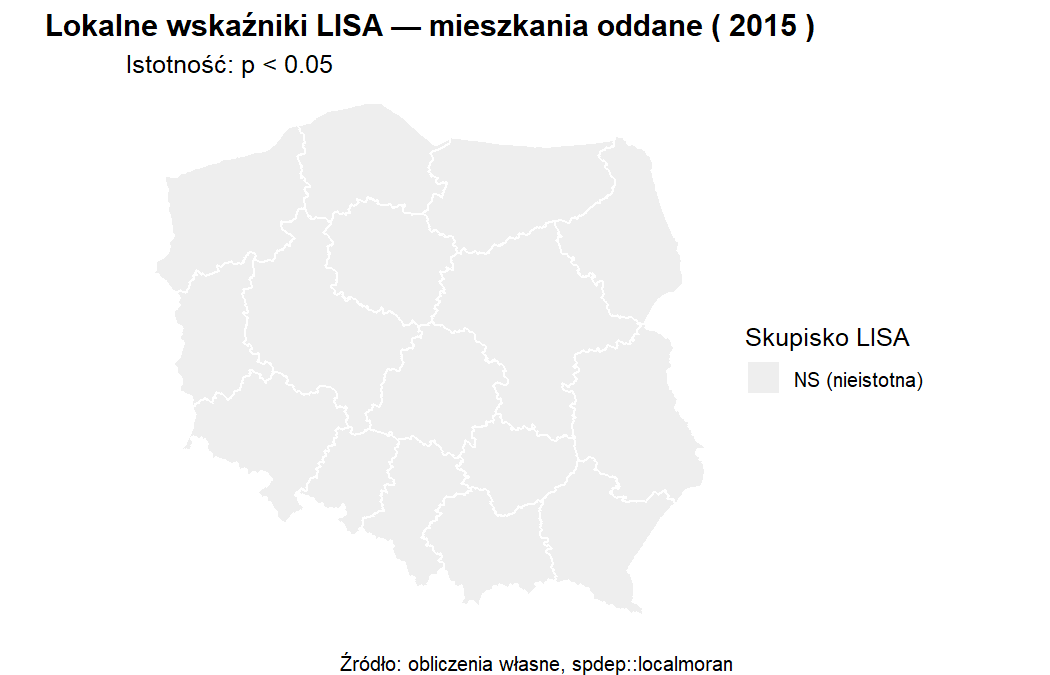 Lokalne wskaźniki LISA — mieszkania oddane ( 2015 )
Istotność: p < 0.05
Skupisko LISA
NS (nieistotna)
Źródło: obliczenia własne, spdep::localmoran